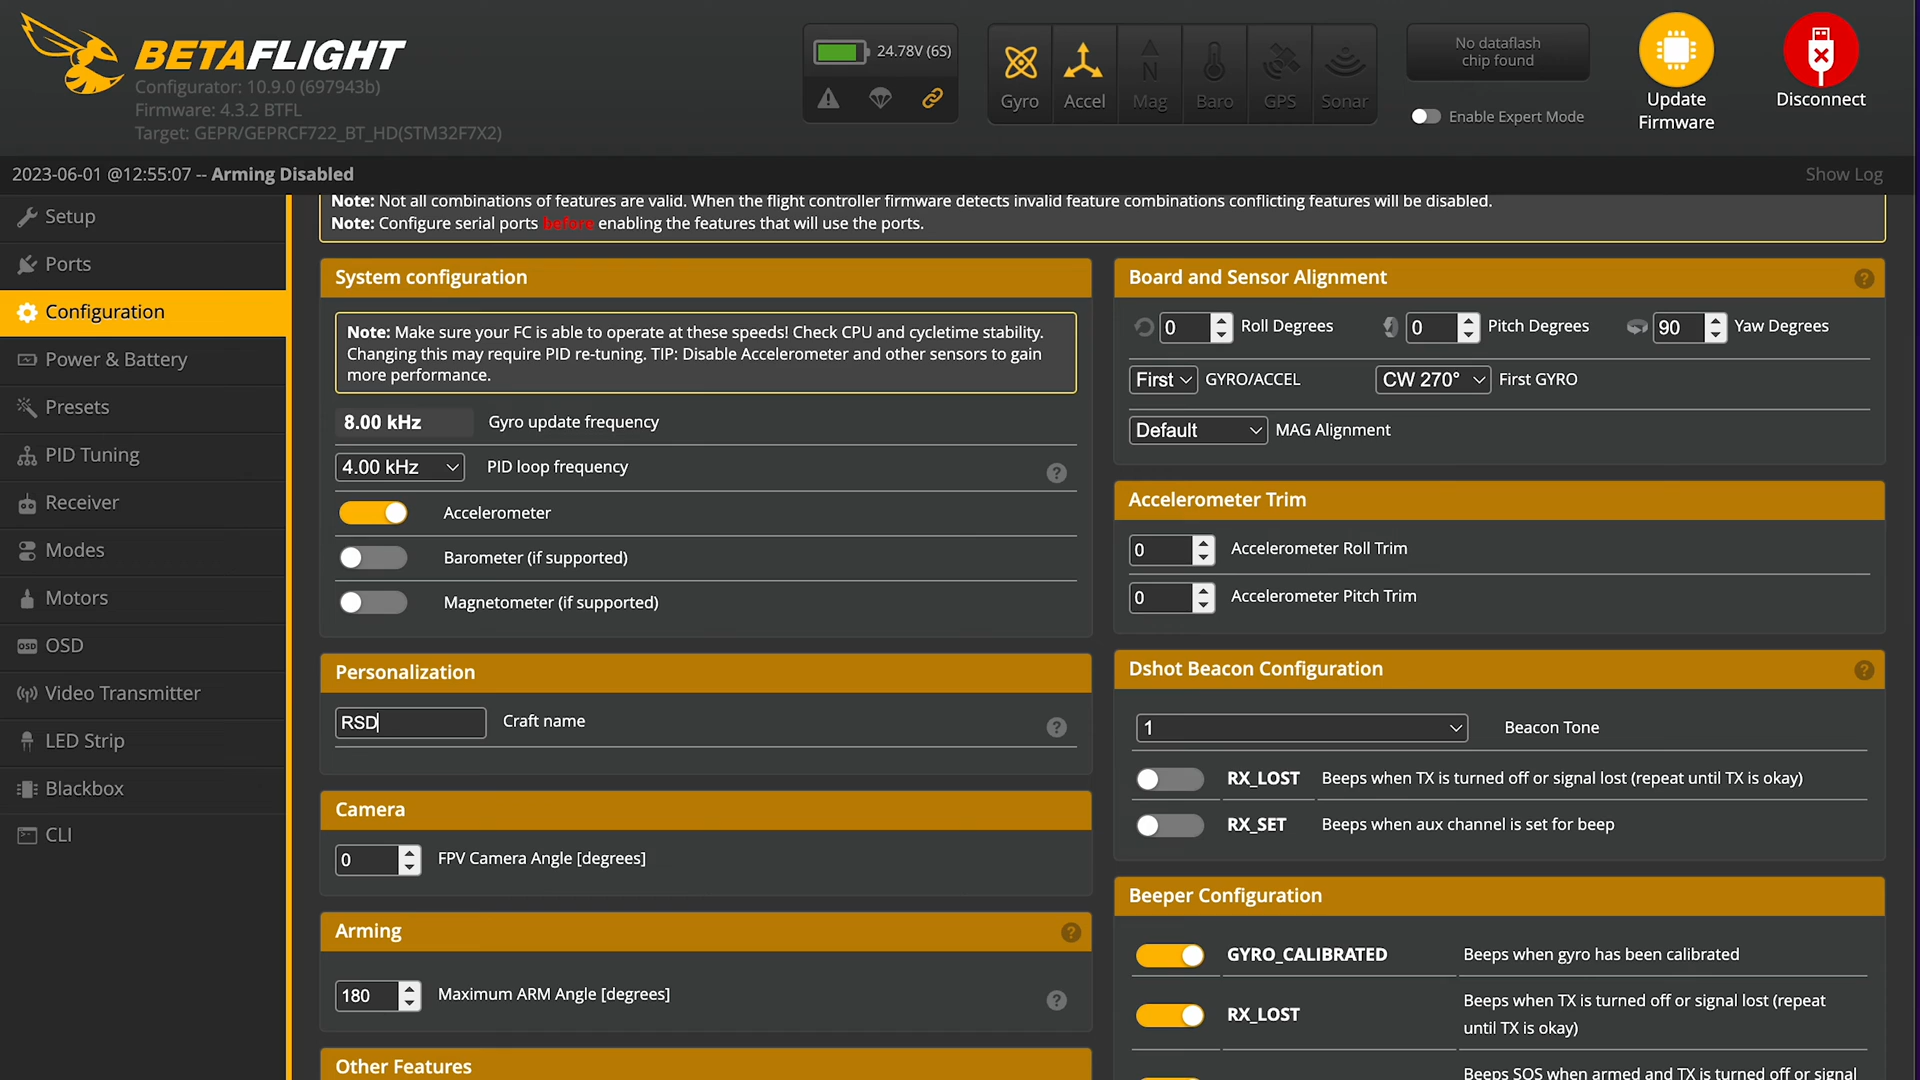 BETAFLIGHT
Configurator: 10.9.0 (697943b)
Firmware: 4.3.2 BTFL
Target: GEPR/GEPRCF722_BT_HD(STM32F7X2)
24.78V (6S)
Gyro
Accel
N
Mag
Baro
GPS
Sonar
No dataflash
chip found
Enable Expert Mode
Update
Firmware
Disconnect
2023-06-01 @12:55:07 -- Arming Disabled
Show Log
Setup
Ports
Configuration
Power & Battery
Presets
PID Tuning
Receiver
Modes
Motors
OSD OSD
Video Transmitter
LED Strip
Blackbox
CLI
Note: Not all combinations of features are valid. When the flight controller firmware detects invalid feature combinations conflicting features will be disabled.
Note: Configure serial ports before enabling the features that will use the ports.
System configuration
Note: Make sure your FC is able to operate at these speeds! Check CPU and cycletime stability.
Changing this may require PID re-tuning. TIP: Disable Accelerometer and other sensors to gain
more performance.
8.00 kHz Gyro update frequency
4.00 kHz PID loop frequency ?
Accelerometer
Barometer (if supported)
Magnetometer (if supported)
Personalization
RSD Craft name ?
Camera
0 FPV Camera Angle [degrees]
Arming ?
180 Maximum ARM Angle [degrees] ?
Other Features
Board and Sensor Alignment ?
0 Roll Degrees 0 Pitch Degrees 90 Yaw Degrees
First GYRO/ACCEL CW 270° First GYRO
Default MAG Alignment
Accelerometer Trim
0 Accelerometer Roll Trim
0 Accelerometer Pitch Trim
Dshot Beacon Configuration ?
1 Beacon Tone
RX_LOST Beeps when TX is turned off or signal lost (repeat until TX is okay)
RX_SET Beeps when aux channel is set for beep
Beeper Configuration
GYRO_CALIBRATED Beeps when gyro has been calibrated
RX_LOST Beeps when TX is turned off or signal lost (repeat
until TX is okay)
Beeps SOS when armed and TX is turned off or signal